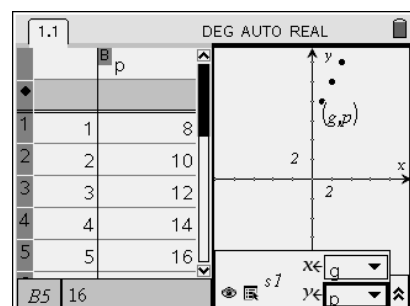 1.1 DEG AUTO REAL
B p
1 1 8
2 2 10
3 3 12
4 4 14
5 5 16
B5 16
y
(g,p)
2
x
2
s1
x← g
y← p